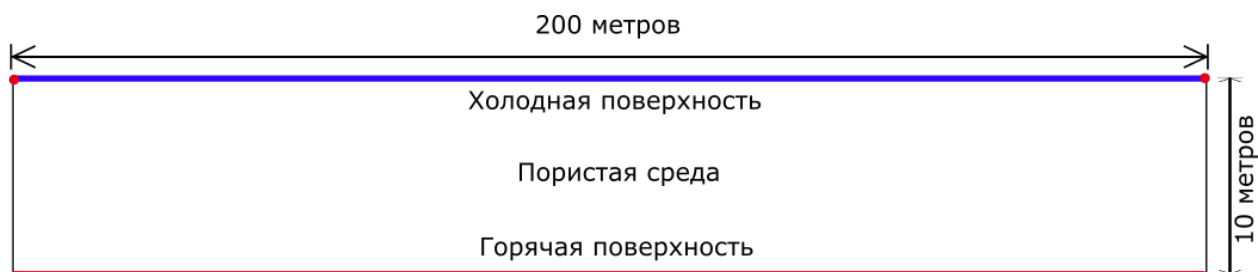 200 метров
Холодная поверхность
Пористая среда
Горячая поверхность
10 метров